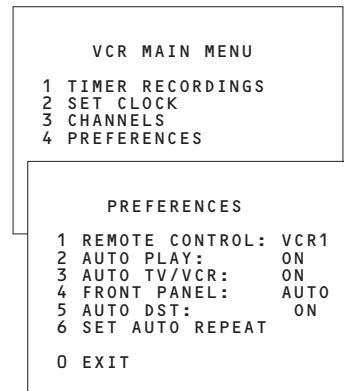 VCR MAIN MENU
1 TIMER RECORDINGS
2 SET CLOCK
3 CHANNELS
4 PREFERENCES
PREFERENCES
1 REMOTE CONTROL: VCR1
2 AUTO PLAY: ON
3 AUTO TV/VCR: ON
4 FRONT PANEL: AUTO
5 AUTO DST: ON
6 SET AUTO REPEAT
0 EXIT